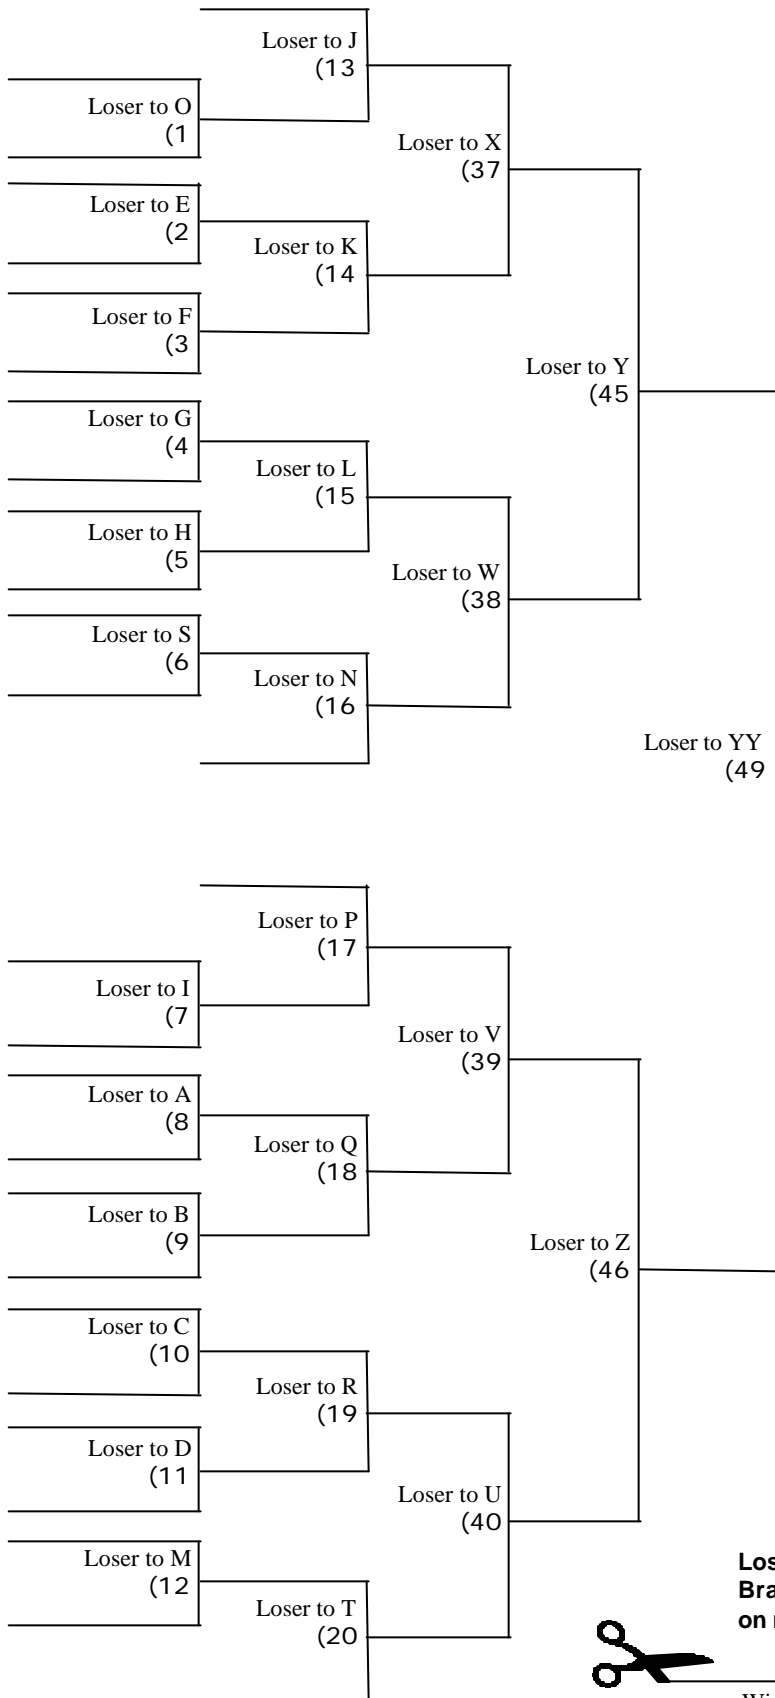 Loser to J
(13
Loser to O
(1
Loser to X
(37
Loser to E
(2
Loser to K
(14
Loser to F
(3
Loser to Y
(45
Loser to G
(4
Loser to L
(15
Loser to H
(5
Loser to W
(38
Loser to S
(6
Loser to N
(16
Loser to YY
(49
Loser to P
(17
Loser to I
(7
Loser to V
(39
Loser to A
(8
Loser to Q
(18
Loser to B
(9
Loser to Z
(46
Loser to C
(10
Loser to R
(19
Loser to D
(11
Loser to U
(40
Loser to M
(12
Loser to T
(20
Los
Bra
on
Wi